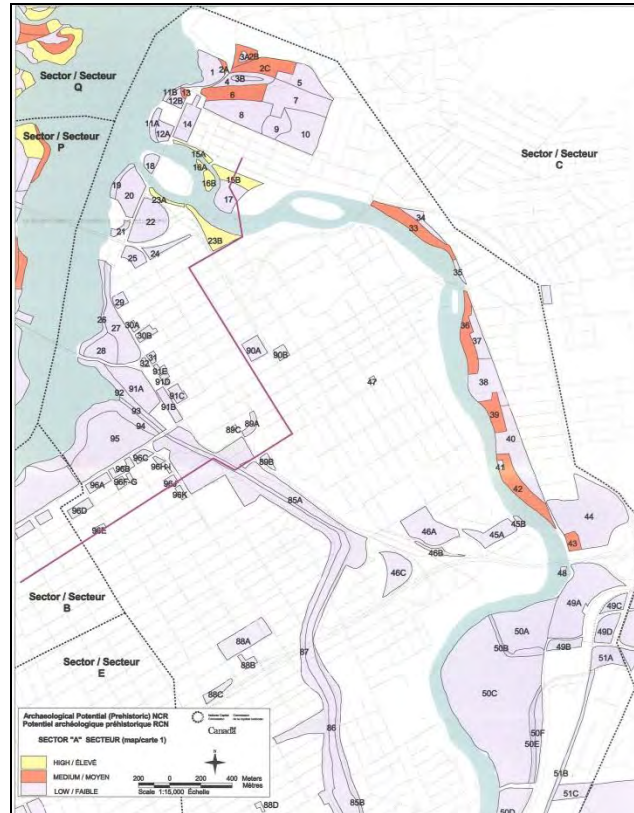 Sector / Secteur
Q
Sector / Secteur
P
Sector / Secteur
C
Sector / Secteur
B
Sector / Secteur
E
1
2A
3A
2B
2C
3B
4
5
6
7
8
9
10
11B
12B
13
11A
12A
14
15A
16A
16B
15B
17
18
19
20
21
22
23A
23B
24
25
26
27
28
29
30A
30B
31
32
33
34
35
36
37
38
39
40
41
42
43
44
45A
45B
46A
46B
46C
47
48
49A
49B
49C
49D
50A
50B
50C
50D
50E
50F
51A
51B
51C
85A
85B
86
87
88A
88B
88C
88D
89A
89B
89C
90A
90B
91A
91B
91C
91D
91E
92
93
94
95
96A
96B
96C
96D
96E
96F-G
96H-I
96J
96K
Archaeological Potential (Prehistoric) NCR
Potentiel archéologique préhistorique RCN
Canada
SECTOR "A" SECTEUR (map/carte 1)
HIGH / ÉLEVÉ
MEDIUM / MOYEN
LOW / FAIBLE
N
200 0 200 400 Meters
Mètres
Scale 1:15,000 Échelle